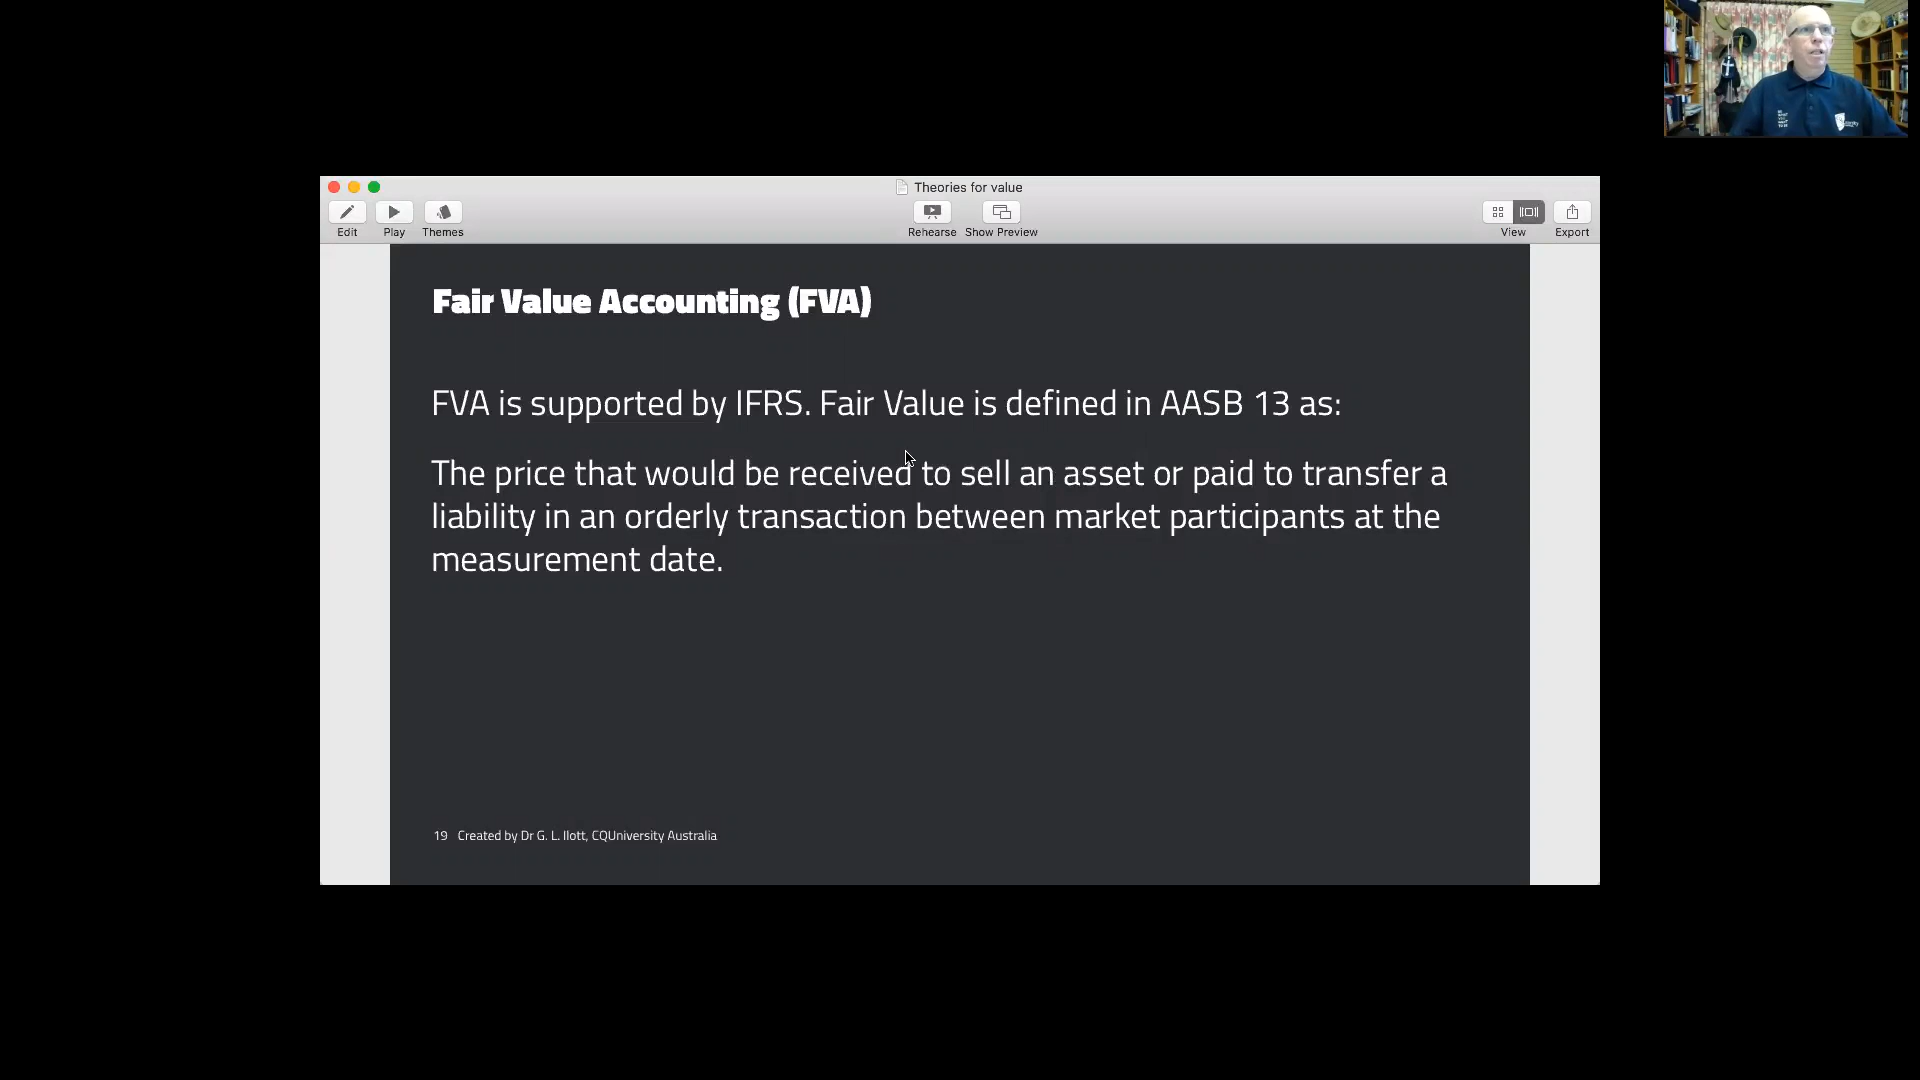 Theories for value
Edit
Play
Themes
Rehearse
Show Preview
View
Export
Fair Value Accounting (FVA)
FVA is supported by IFRS. Fair Value is defined in AASB 13 as:
The price that would be received to sell an asset or paid to transfer a
liability in an orderly transaction between market participants at the
measurement date.
19 Created by Dr G. L. Ilott, CQUniversity Australia